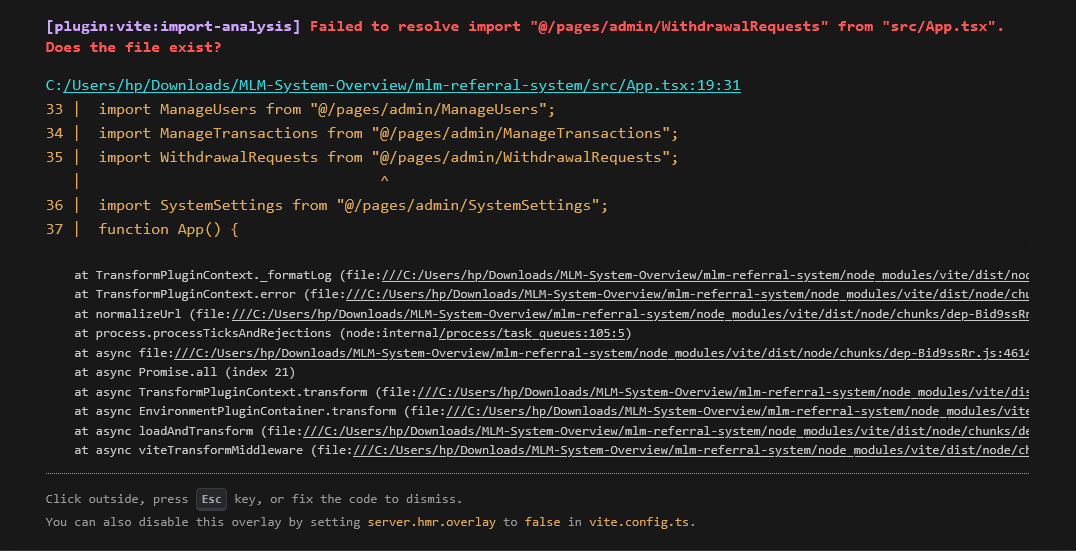 [plugin:vite:import-analysis] Failed to resolve import "@/pages/admin/WithdrawalRequests" from "src/App.tsx".
Does the file exist?
C:/Users/hp/Downloads/MLM-System-Overview/mlm-referral-system/src/App.tsx:19:31
33 |  import ManageUsers from "@/pages/admin/ManageUsers";
34 |  import ManageTransactions from "@/pages/admin/ManageTransactions";
35 |  import WithdrawalRequests from "@/pages/admin/WithdrawalRequests";
   |                                  ^
36 |  import SystemSettings from "@/pages/admin/SystemSettings";
37 |  function App() {
at TransformPluginContext._formatLog (file:///C:/Users/hp/Downloads/MLM-System-Overview/mlm-referral-system/node_modules/vite/dist/noc
at TransformPluginContext.error (file:///C:/Users/hp/Downloads/MLM-System-Overview/mlm-referral-system/node_modules/vite/dist/node/chu
at normalizeUrl (file:///C:/Users/hp/Downloads/MLM-System-Overview/mlm-referral-system/node_modules/vite/dist/node/chunks/dep-Bid9ssRr
at process.processTicksAndRejections (node:internal/process/task_queues:105:5)
at async file:///C:/Users/hp/Downloads/MLM-System-Overview/mlm-referral-system/node_modules/vite/dist/node/chunks/dep-Bid9ssRr.js:4614
at async Promise.all (index 21)
at async TransformPluginContext.transform (file:///C:/Users/hp/Downloads/MLM-System-Overview/mlm-referral-system/node_modules/vite/dis
at async EnvironmentPluginContainer.transform (file:///C:/Users/hp/Downloads/MLM-System-Overview/mlm-referral-system/node_modules/vite
at async loadAndTransform (file:///C:/Users/hp/Downloads/MLM-System-Overview/mlm-referral-system/node_modules/vite/dist/node/chunks/de
at async viteTransformMiddleware (file:///C:/Users/hp/Downloads/MLM-System-Overview/mlm-referral-system/node_modules/vite/dist/node/ch
Click outside, press Esc key, or fix the code to dismiss.
You can also disable this overlay by setting server.hmr.overlay to false in vite.config.ts.